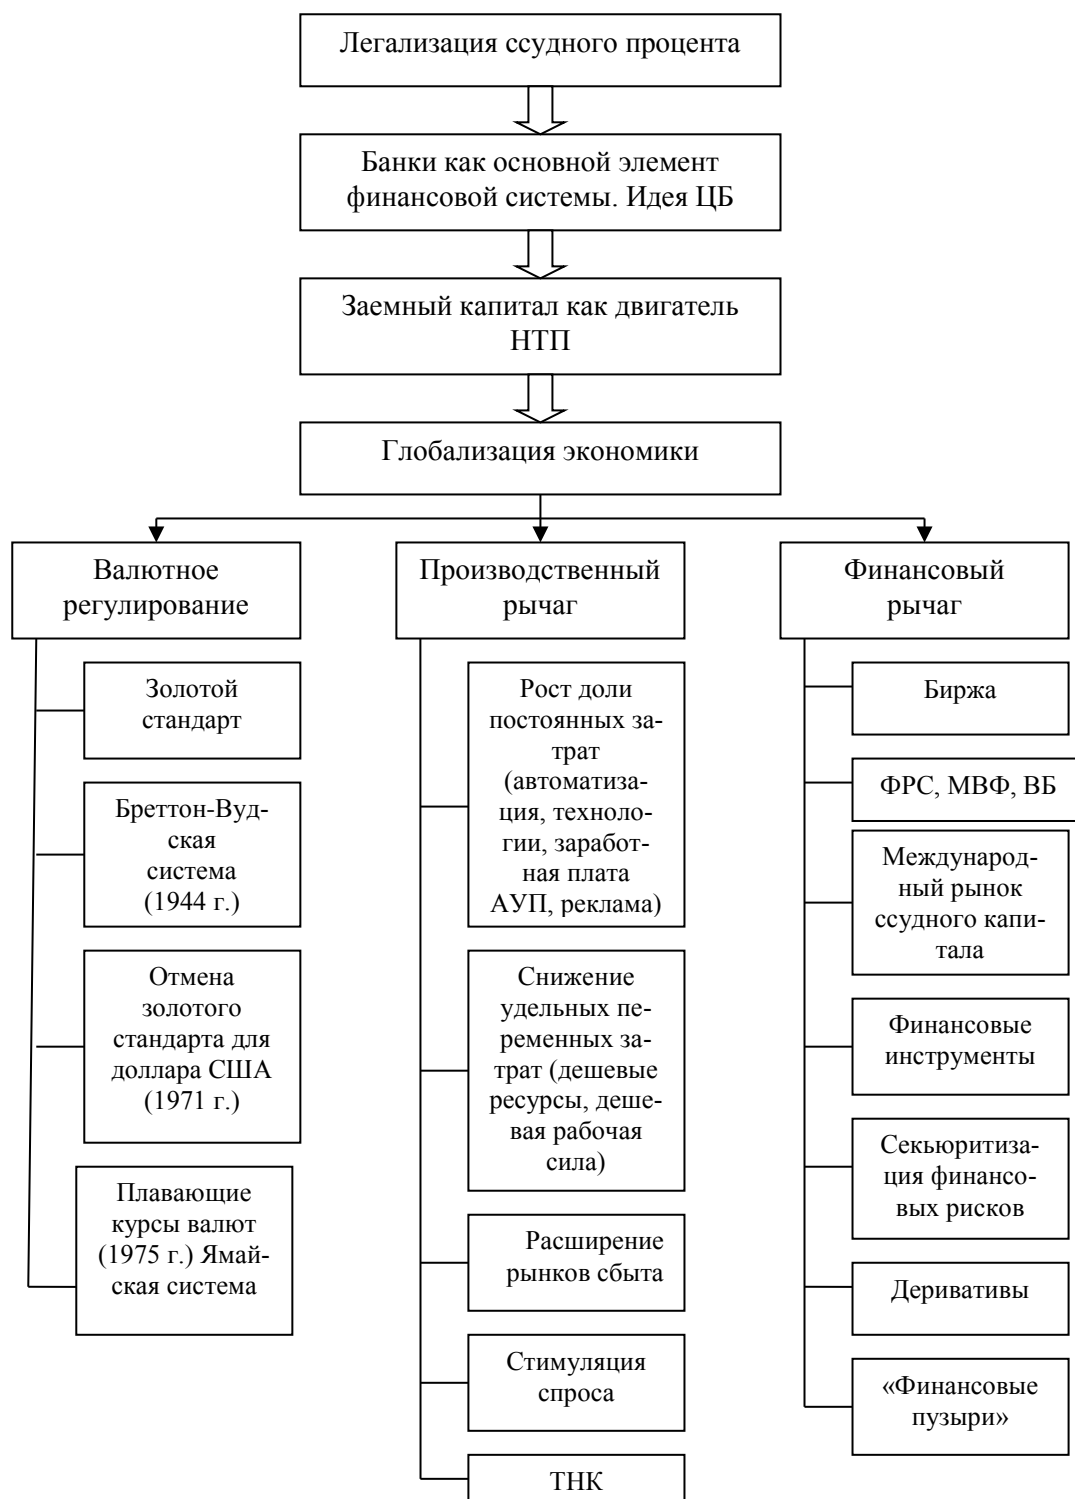 Легализация ссудного процента
Банки как основной элемент
финансовой системы. Идея ЦБ
Заемный капитал как двигатель
НТП
Глобализация экономики
Валютное
регулирование
Золотой
стандарт
Бреттон-Вуд-
ская
система
(1944 г.)
Отмена
золотого
стандарта для
доллара США
(1971 г.)
Плавающие
курсы валют
(1975 г.) Ямай-
ская система
Производственный
рычаг
Рост доли
постоянных за-
трат
(автоматиза-
ция, техноло-
гии, заработ-
ная плата
АУП, реклама)
Снижение
удельных пе-
ременных за-
трат (дешевые
ресурсы, деше-
вая рабочая
сила)
Расширение
рынков сбыта
Стимуляция
спроса
ТНК
Финансовый
рычаг
Биржа
ФРС, МВФ, ВБ
Международ-
ный рынок
ссудного капи-
тала
Финансовые
инструменты
Секьюритиза-
ция финансо-
вых рисков
Деривативы
«Финансовые
пузыри»